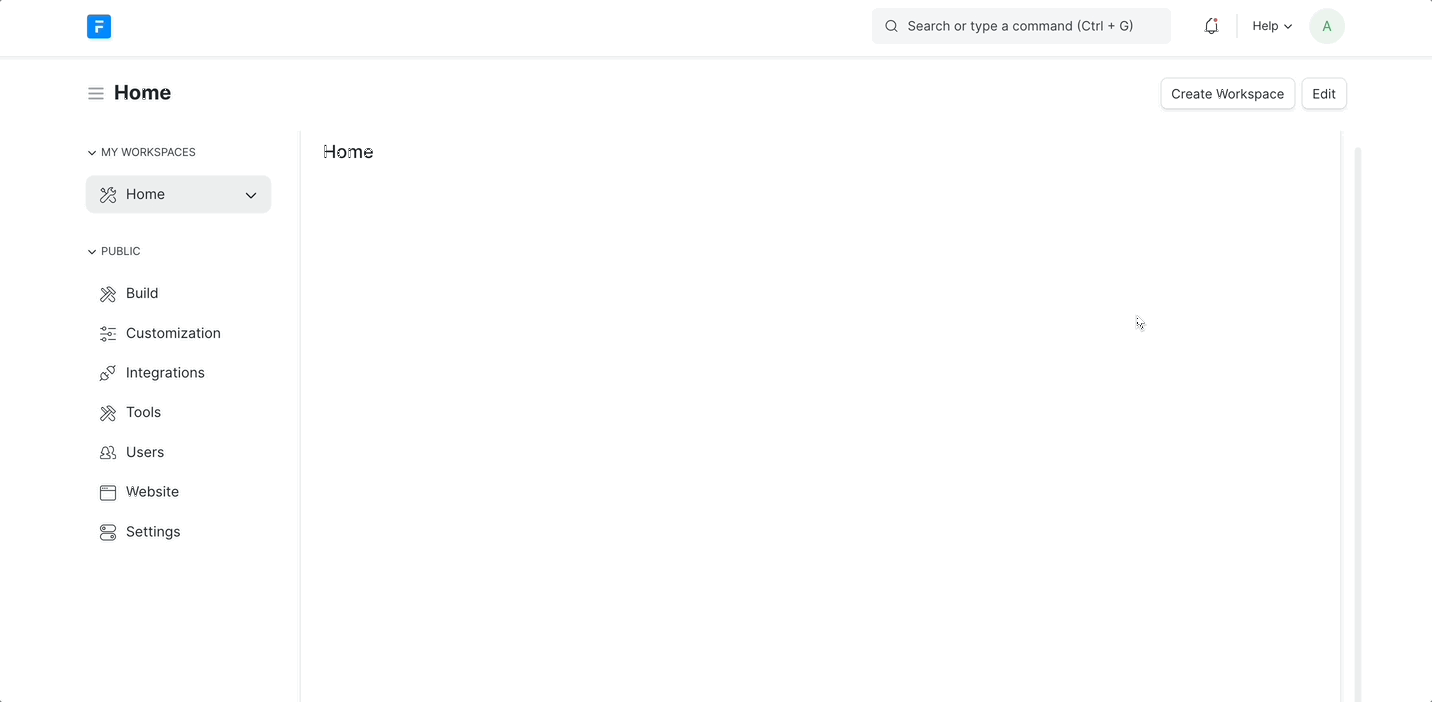 F
Search or type a command (Ctrl + G)
Help
A
Home
Create Workspace
Edit
MY WORKSPACES
Home
PUBLIC
Build
Customization
Integrations
Tools
Users
Website
Settings
Home